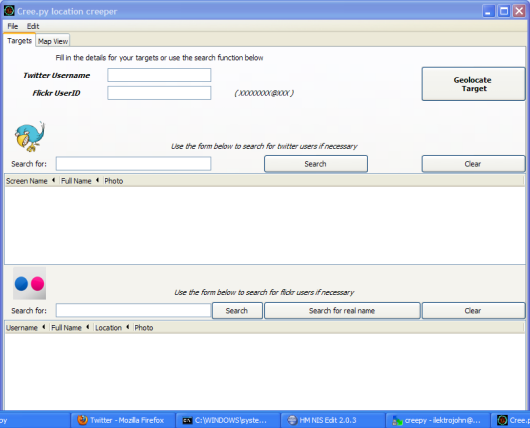 Cree.py location creeper
File Edit
Targets Map View
Fill in the details for your targets or use the search function below
Twitter Username
Geolocate
Target
Flickr UserID
( XXXXXXXX@XXX )
Use the form below to search for twitter users if necessary
Search for: Search Clear
Screen Name Full Name Photo
Use the form below to search for flickr users if necessary
Search for: Search Search for real name Clear
Username Full Name Location Photo
py Twitter - Mozilla Firefox C:\WINDOWS\syste... HM NIS Edit 2.0.3 creepy - ilektrojohn@... Cree.p